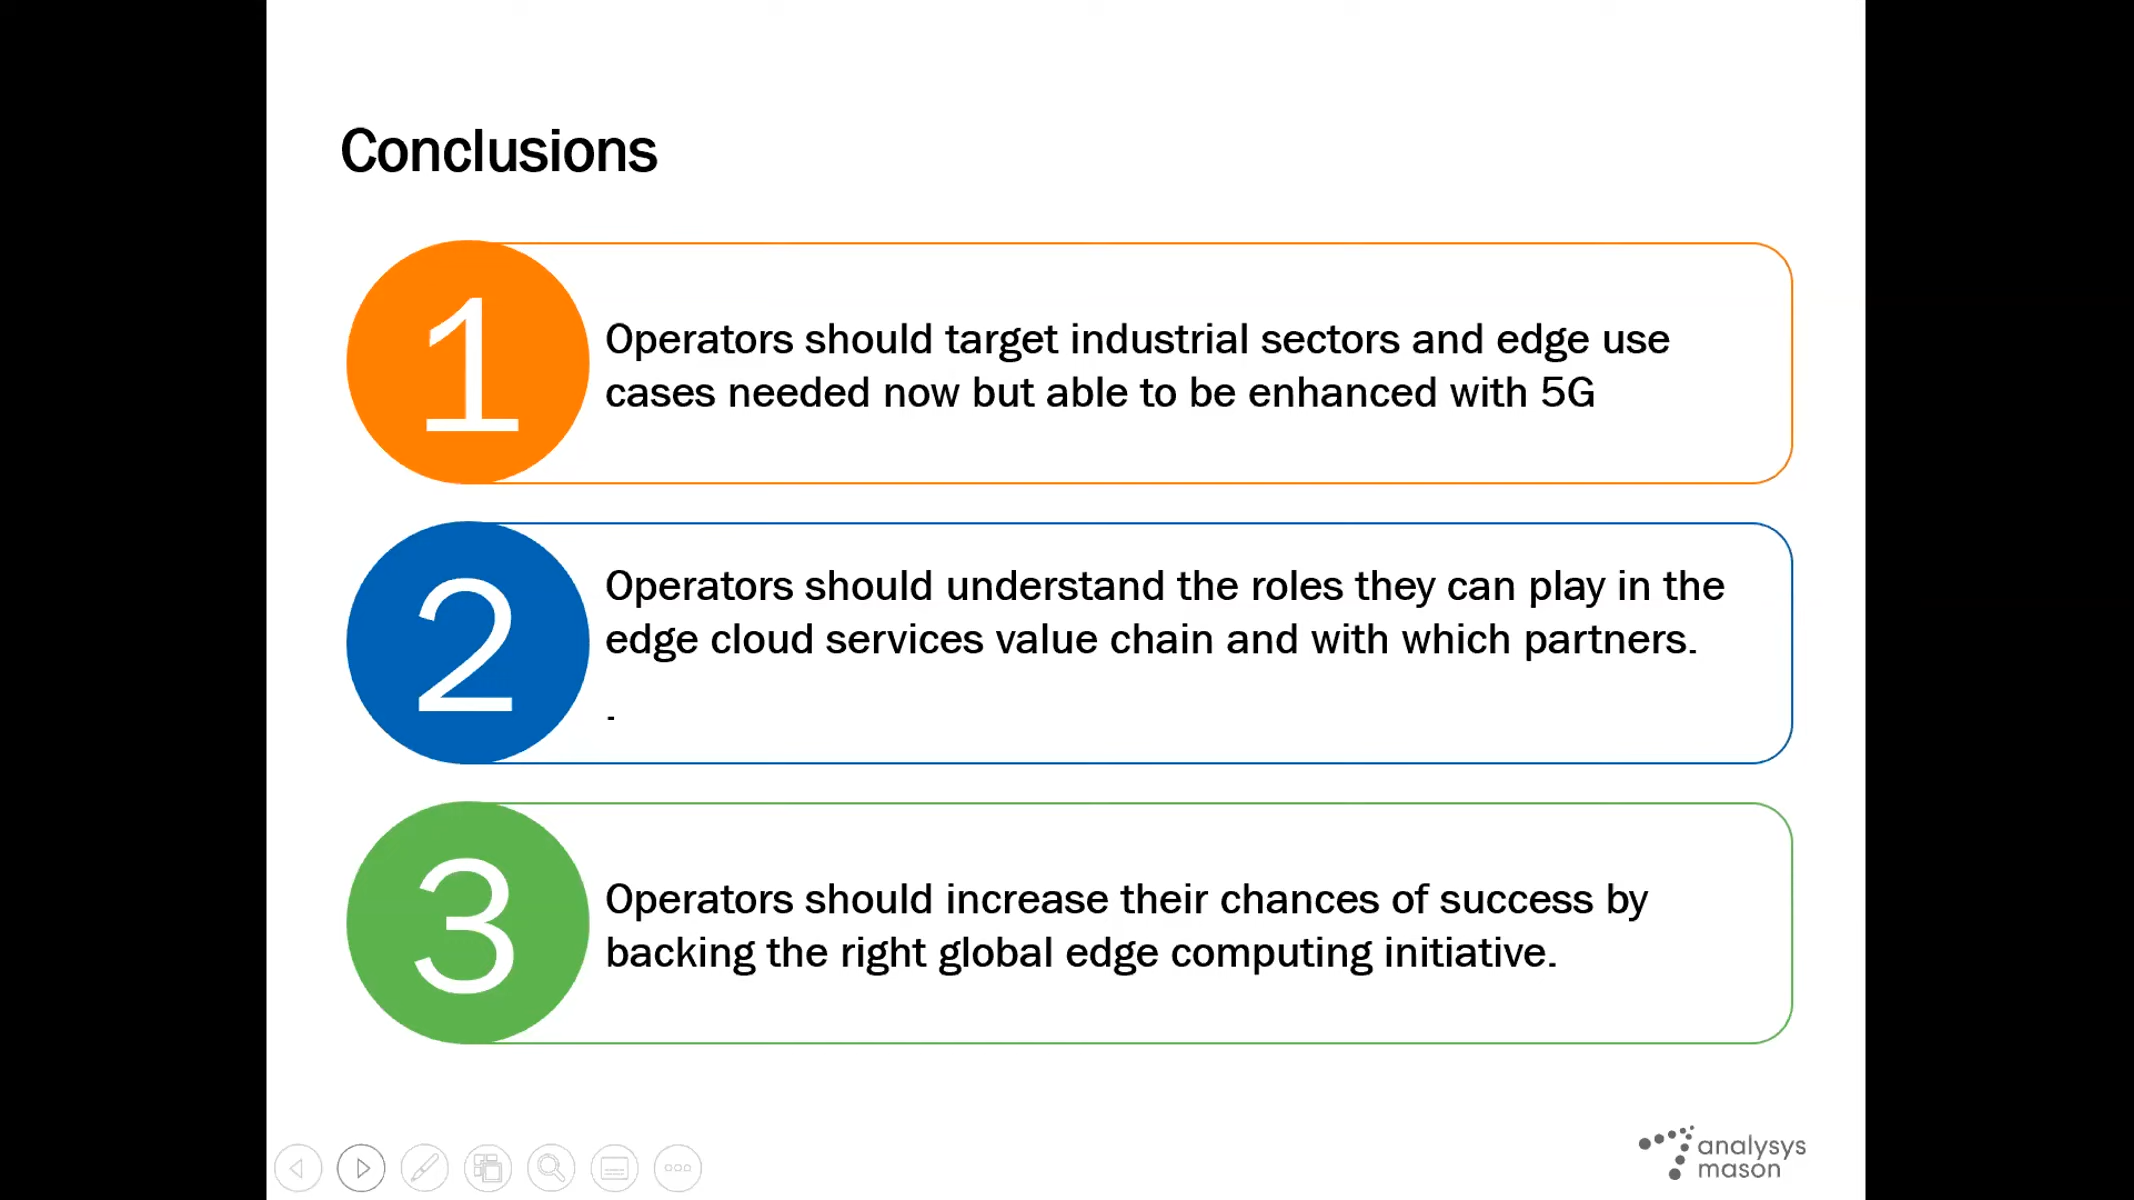 Conclusions
1
Operators should target industrial sectors and edge use
cases needed now but able to be enhanced with 5G
2
Operators should understand the roles they can play in the
edge cloud services value chain and with which partners.
.
3
Operators should increase their chances of success by
backing the right global edge computing initiative.
analysys
mason